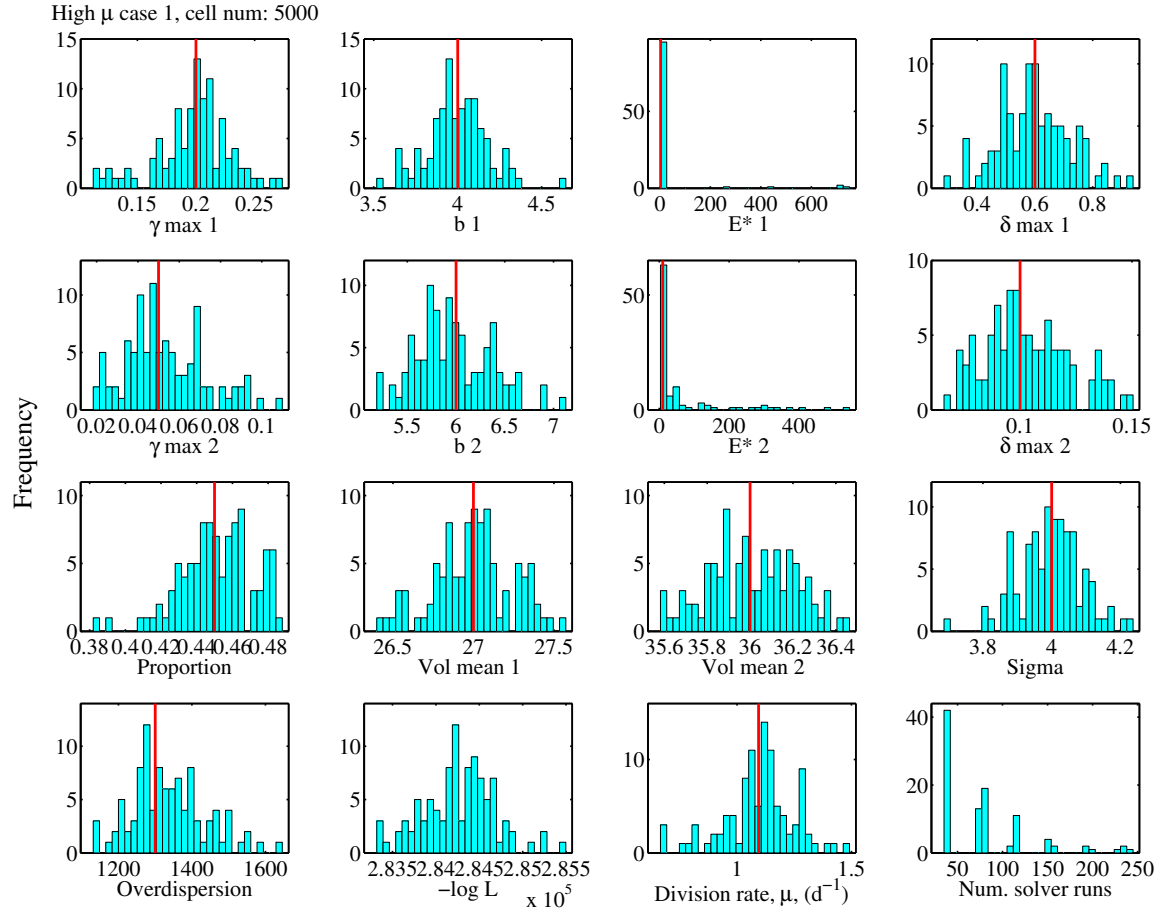 High μ case 1, cell num: 5000
15
10
5
0
0.15 0.2 0.25
γ max 1
15
10
5
0
3.5 4 4.5
b 1
50
0
0 200 400 600
E* 1
10
5
0
0.4 0.6 0.8
δ max 1
10
5
0
0.02 0.04 0.06 0.08 0.1
γ max 2
10
5
0
5.5 6 6.5 7
b 2
50
0
0 200 400
E* 2
10
5
0
0.1 0.15
δ max 2
Frequency
10
5
0
0.38 0.4 0.42 0.44 0.46 0.48
Proportion
10
5
0
26.5 27 27.5
Vol mean 1
10
5
0
35.6 35.8 36 36.2 36.4
Vol mean 2
10
5
0
3.8 4 4.2
Sigma
10
5
0
1200 1400 1600
Overdispersion
10
5
0
2.835 2.84 2.845 2.85 2.855
−log L
x 10^5
10
0
1 1.5
Division rate, μ, (d^−1)
40
20
0
50 100 150 200 250
Num. solver runs